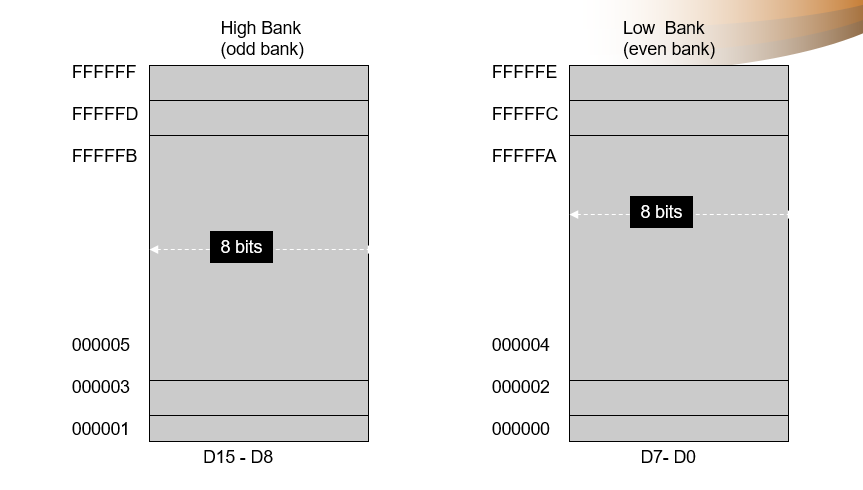 High Bank
(odd bank)
FFFFFF
FFFFFD
FFFFFB
8 bits
000005
000003
000001
D15 - D8
Low Bank
(even bank)
FFFFFE
FFFFFC
FFFFFA
8 bits
000004
000002
000000
D7- D0